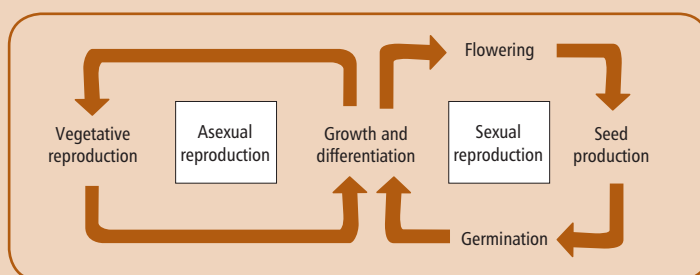 Flowering
Vegetative
reproduction
Asexual
reproduction
Growth and
differentiation
Sexual
reproduction
Seed
production
Germination